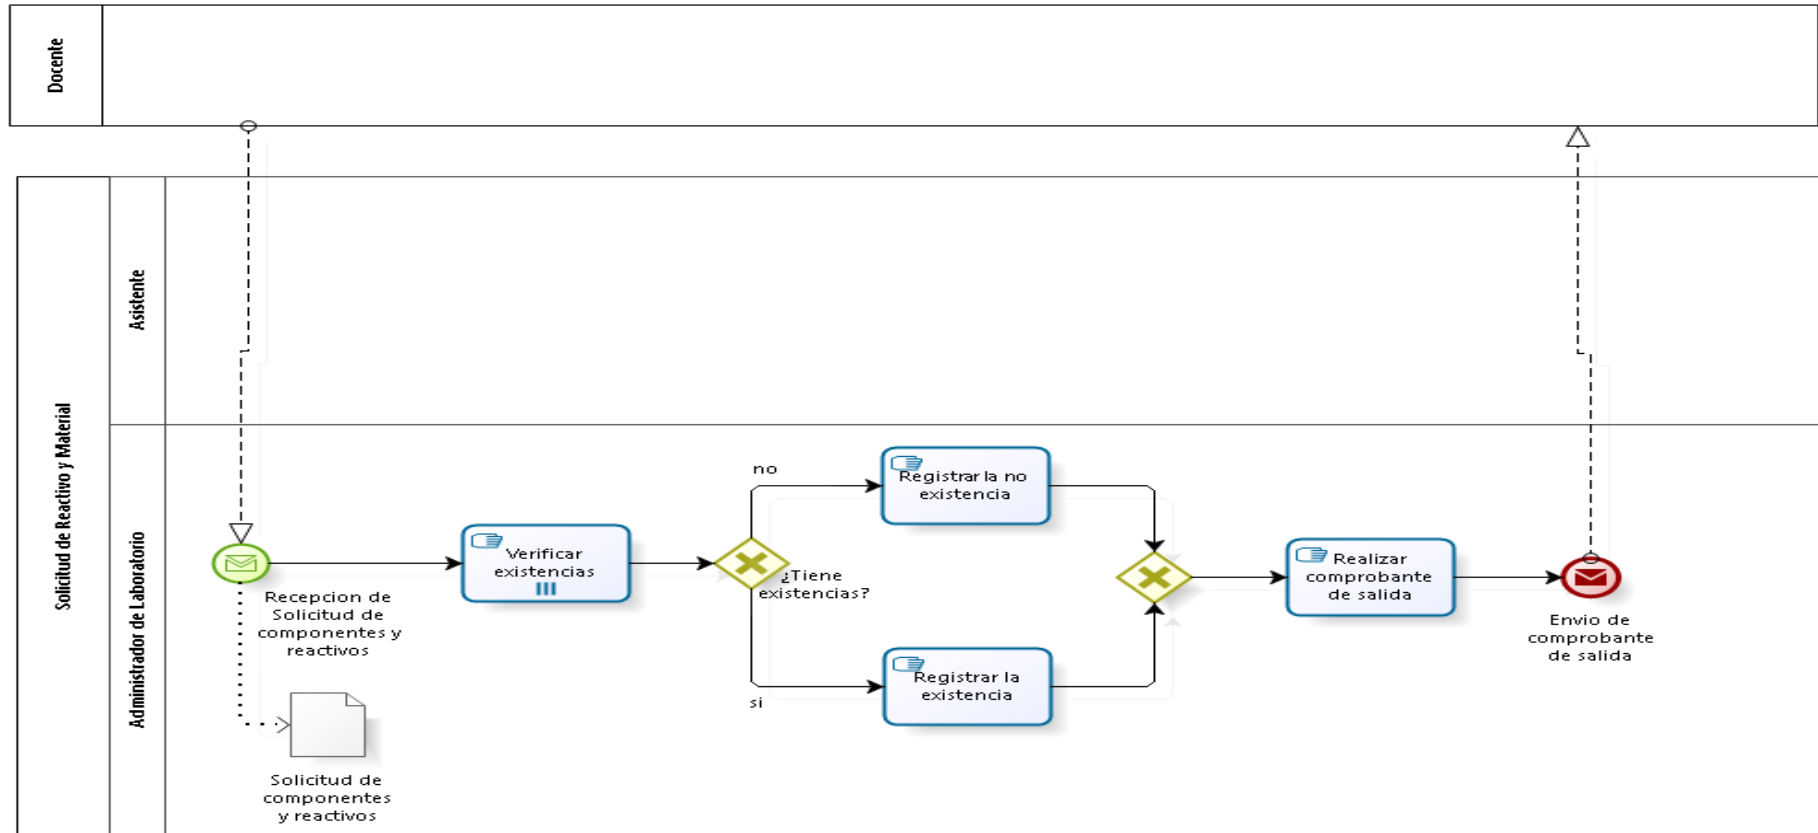 Docente
Solicitud de Reactivo y Material
Asistente
Administrador de Laboratorio
Recepcion de
Solicitud de
componentes y
reactivos
Solicitud de
componentes
y reactivos
Verificar
existencias
¿Tiene
existencias?
no
Registrar la no
existencia
si
Registrar la
existencia
Realizar
comprobante
de salida
Envio de
comprobante
de salida